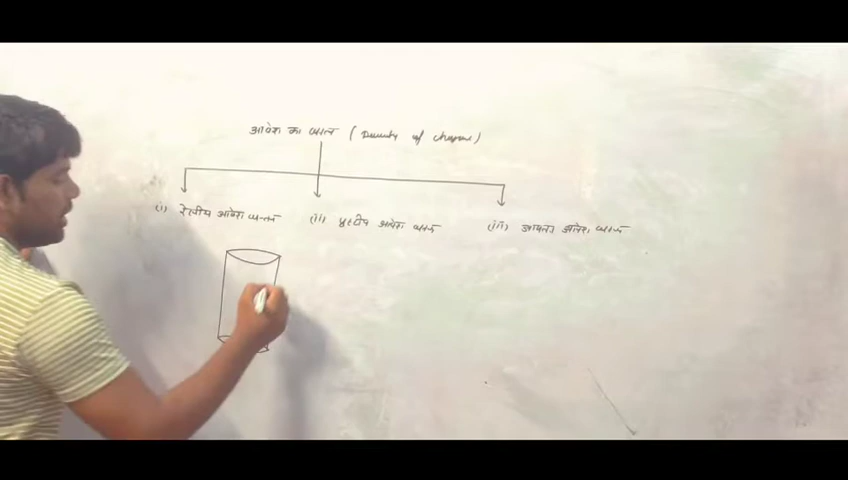 आवेश का घनत्व (Density of charge)
(i) रेखीय आवेश घनत्व (ii) पृष्ठीय आवेश घनत्व (iii) आयतन आवेश घनत्व